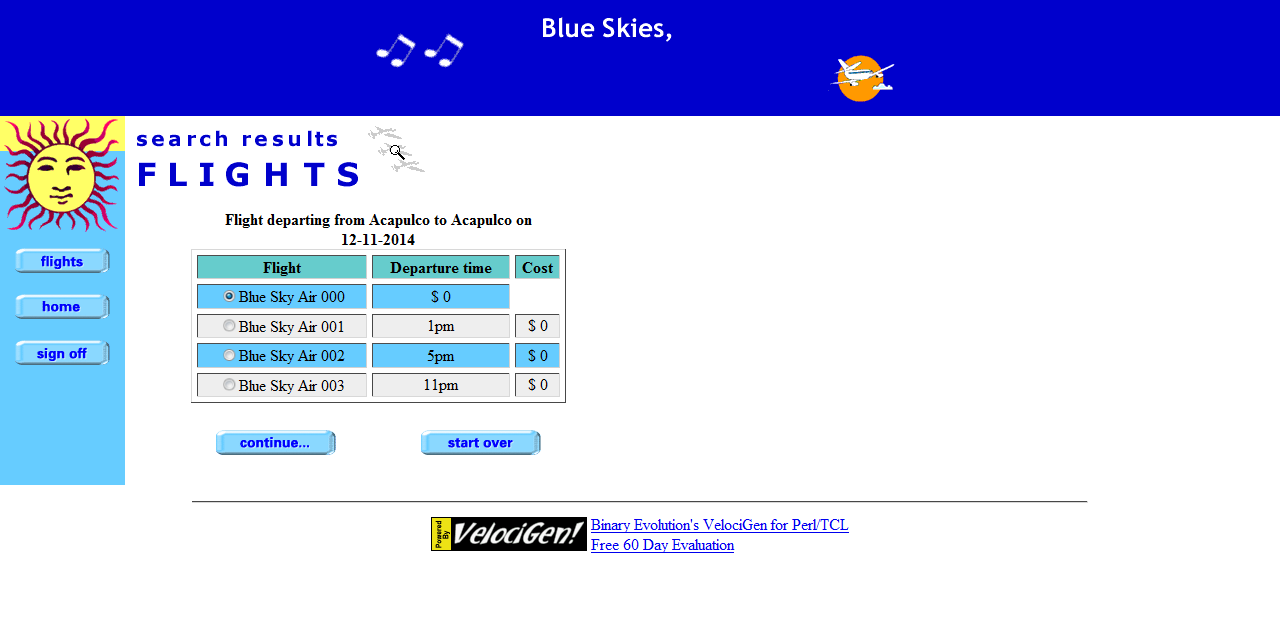 Blue Skies,
search results
FLIGHTS
flights
home
sign off
Flight departing from Acapulco to Acapulco on
12-11-2014
Flight Departure time Cost
Blue Sky Air 000 $ 0
Blue Sky Air 001 1pm $ 0
Blue Sky Air 002 5pm $ 0
Blue Sky Air 003 11pm $ 0
continue... start over
Powered By VelociGen! Binary Evolution's VelociGen for Perl/TCL
Free 60 Day Evaluation